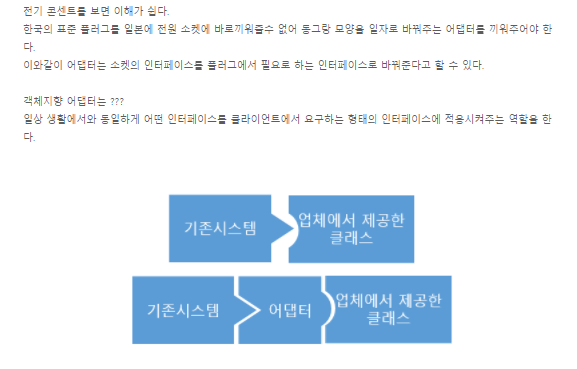 전기 콘센트를 보면 이해가 쉽다.
한국의 표준 플러그를 일본에 전원 소켓에 바로끼워줄수 없어 동그랑 모양을 일자로 바꿔주는 어댑터를 끼워주어야 한
다.
이와같이 어댑터는 소켓의 인터페이스를 플러그에서 필요로 하는 인터페이스로 바꿔준다고 할 수 있다.
객체지향 어댑터는 ???
일상 생활에서와 동일하게 어떤 인터페이스를 클라이언트에서 요구하는 형태의 인터페이스에 적응시켜주는 역할을 한
다.
기존시스템
업체에서 제공한
클래스
기존시스템
어댑터
업체에서 제공한
클래스